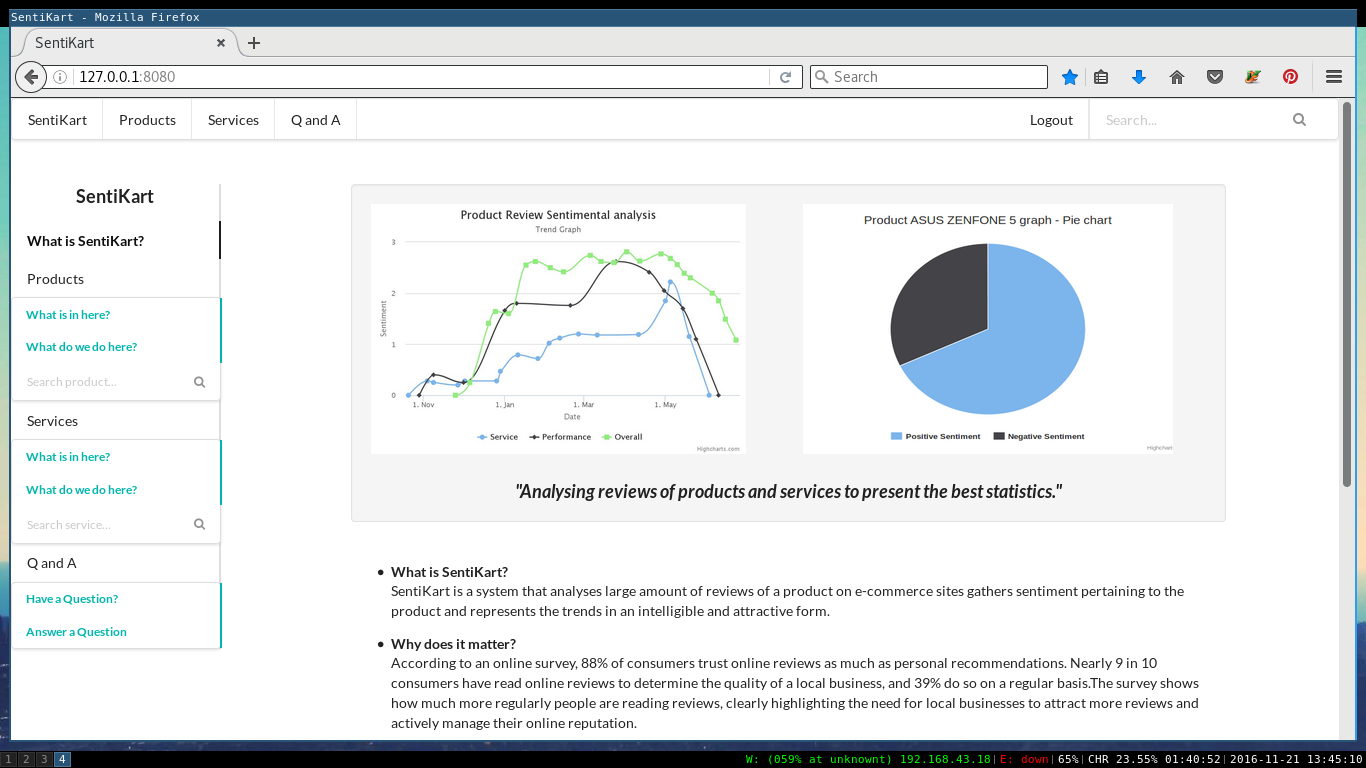 SentiKart - Mozilla Firefox
SentiKart
127.0.0.1:8080
Search
SentiKart Products Services Q and A Logout Search...
SentiKart
What is SentiKart?
Products
What is in here?
What do we do here?
Search product...
Services
What is in here?
What do we do here?
Search service...
Q and A
Have a Question?
Answer a Question
Product Review Sentimental analysis
Trend Graph
3
2
1
0
Sentiment
1. Nov 1. Jan 1. Mar 1. May
Date
Service Performance Overall
Highcharts.com
Product ASUS ZENFONE 5 graph - Pie chart
Positive Sentiment Negative Sentiment
Highchart
"Analysing reviews of products and services to present the best statistics."
• What is SentiKart?
SentiKart is a system that analyses large amount of reviews of a product on e-commerce sites gathers sentiment pertaining to the
product and represents the trends in an intelligible and attractive form.
• Why does it matter?
According to an online survey, 88% of consumers trust online reviews as much as personal recommendations. Nearly 9 in 10
consumers have read online reviews to determine the quality of a local business, and 39% do so on a regular basis.The survey shows
how much more regularly people are reading reviews, clearly highlighting the need for local businesses to attract more reviews and
actively manage their online reputation.
1 2 3 4 W: (059% at unknownt) 192.168.43.18|E: down|65%|CHR 23.55% 01:40:52|2016-11-21 13:45:10